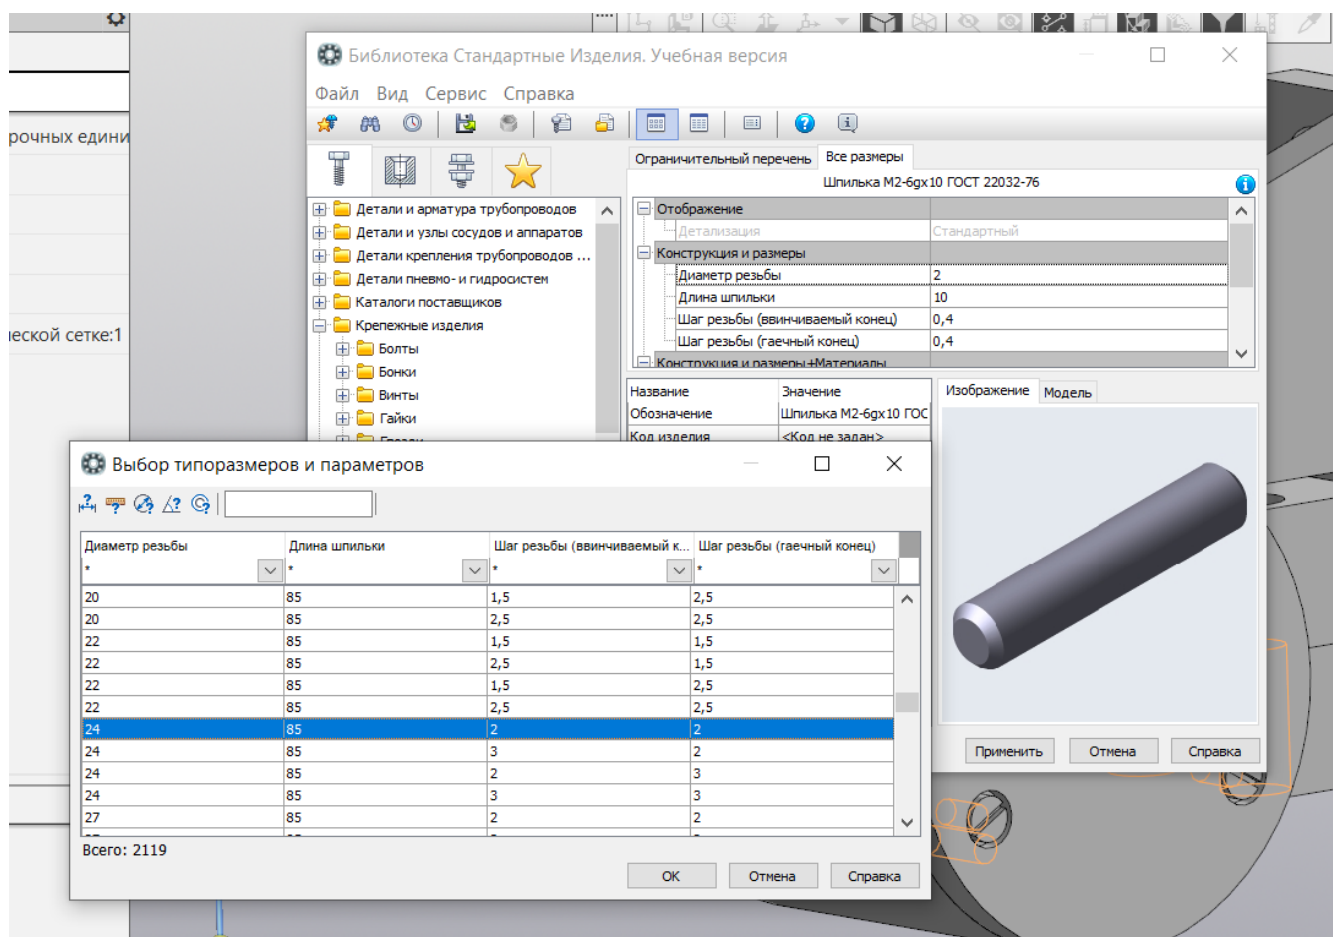 Библиотека Стандартные Изделия. Учебная версия
Файл Вид Сервис Справка
рочных едини
Ограничительный перечень Все размеры
Шпилька М2-6gx10 ГОСТ 22032-76
Детали и арматура трубопроводов
Детали и узлы сосудов и аппаратов
Детали крепления трубопроводов ...
Детали пневмо- и гидросистем
Каталоги поставщиков
Крепежные изделия
Болты
Бонки
Винты
Гайки
Отображение
Детализация Стандартный
Конструкция и размеры
Диаметр резьбы 2
Длина шпильки 10
Шаг резьбы (ввинчиваемый конец) 0,4
Шаг резьбы (гаечный конец) 0,4
Конструкция и размеры+Материалы
ической сетке:1
Название Значение
Обозначение Шпилька М2-6gx10 ГОС
Код изделия <Код не задан>
Изображение Модель
Применить Отмена Справка
Выбор типоразмеров и параметров
Диаметр резьбы Длина шпильки Шаг резьбы (ввинчиваемый к... Шаг резьбы (гаечный конец)
* * * *
20 85 1,5 2,5
20 85 2,5 2,5
22 85 1,5 1,5
22 85 2,5 1,5
22 85 1,5 2,5
22 85 2,5 2,5
24 85 2 2
24 85 3 2
24 85 2 3
24 85 3 3
27 85 2 2
Всего: 2119
OK Отмена Справка